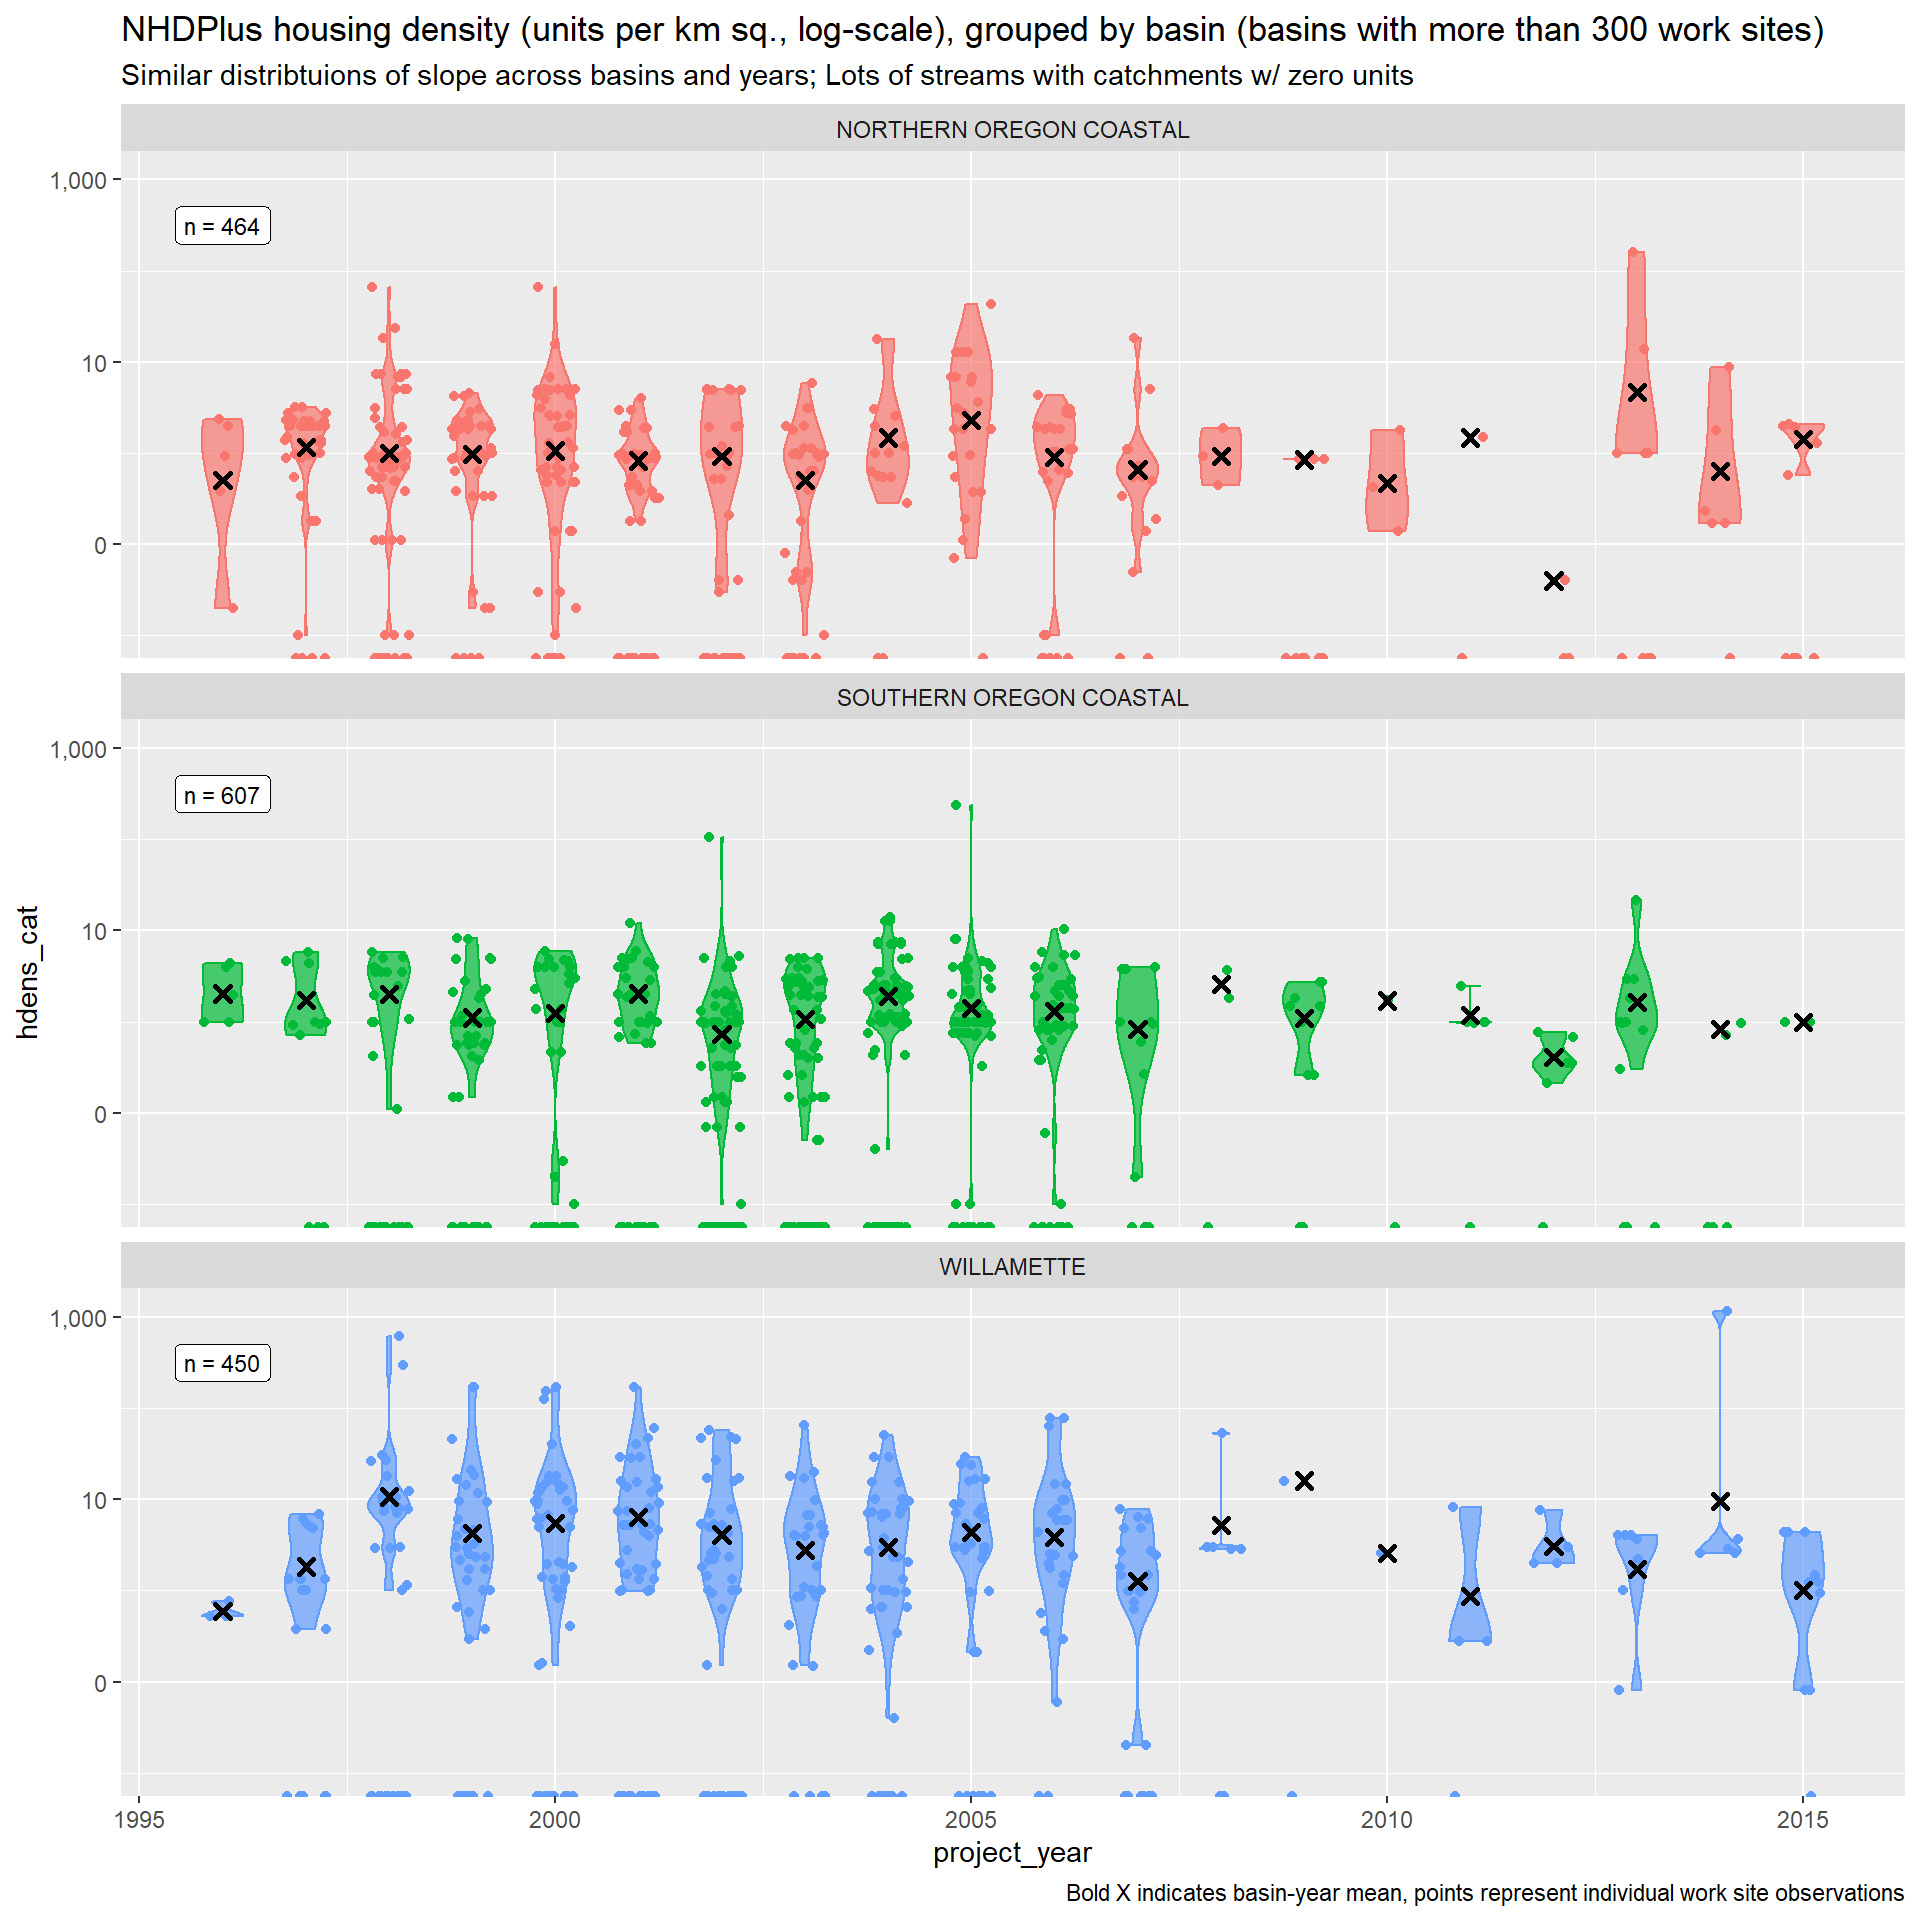 NHDPlus housing density (units per km sq., log-scale), grouped by basin (basins with more than 300 work sites)
Similar distribtuions of slope across basins and years; Lots of streams with catchments w/ zero units
NORTHERN OREGON COASTAL
1,000
n = 464
10
0
SOUTHERN OREGON COASTAL
1,000
n = 607
10
hdens_cat
0
WILLAMETTE
1,000
n = 450
10
0
1995 2000 2005 2010 2015
project_year
Bold X indicates basin-year mean, points represent individual work site observations